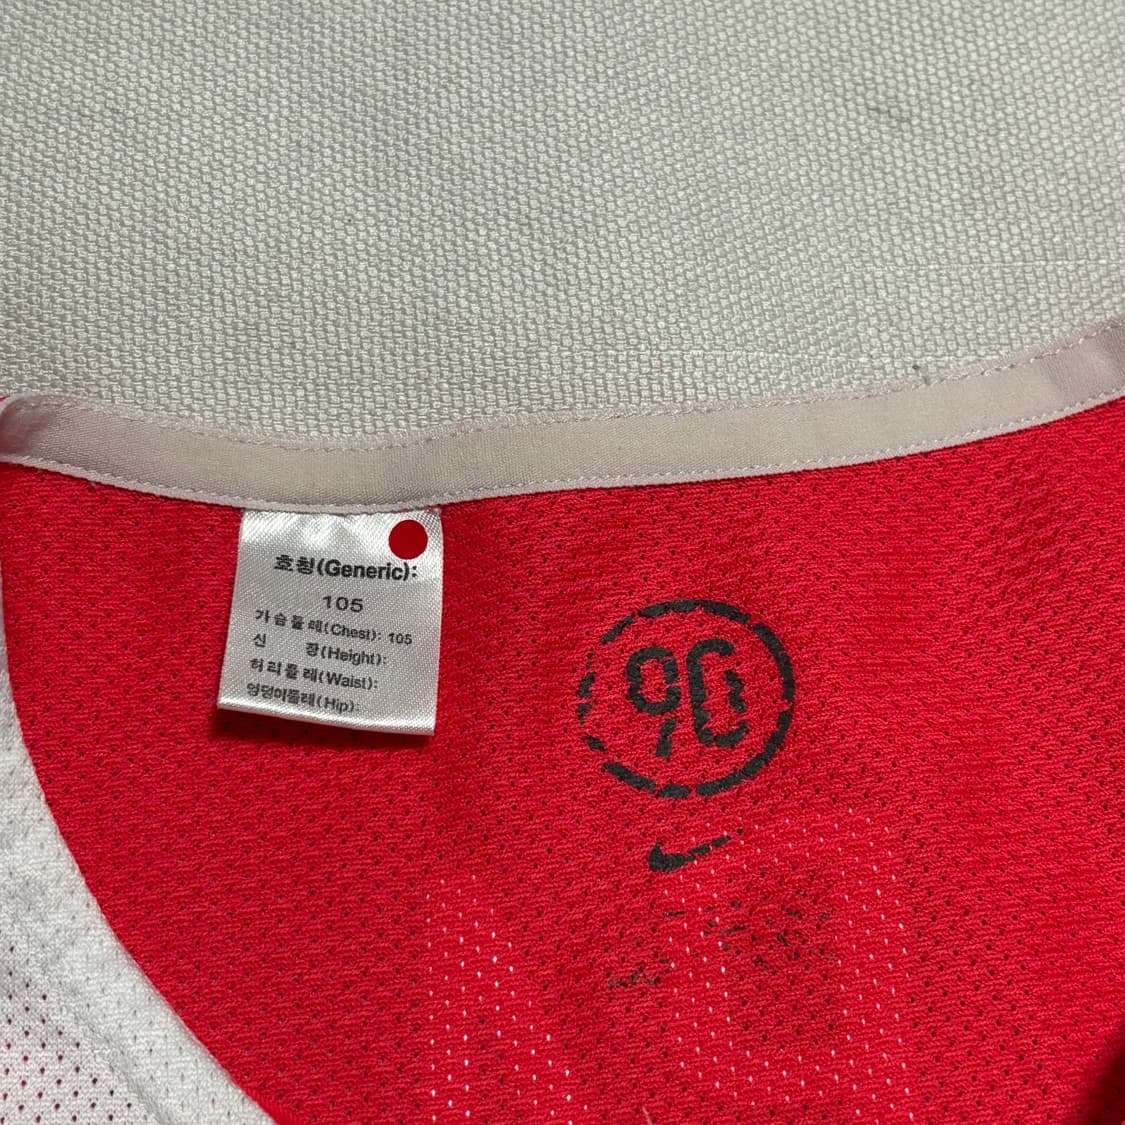 호칭(Generic):
105
가슴둘레(Chest): 105
신 장(Height):
허리둘레(Waist):
엉덩이둘레(Hip):
90